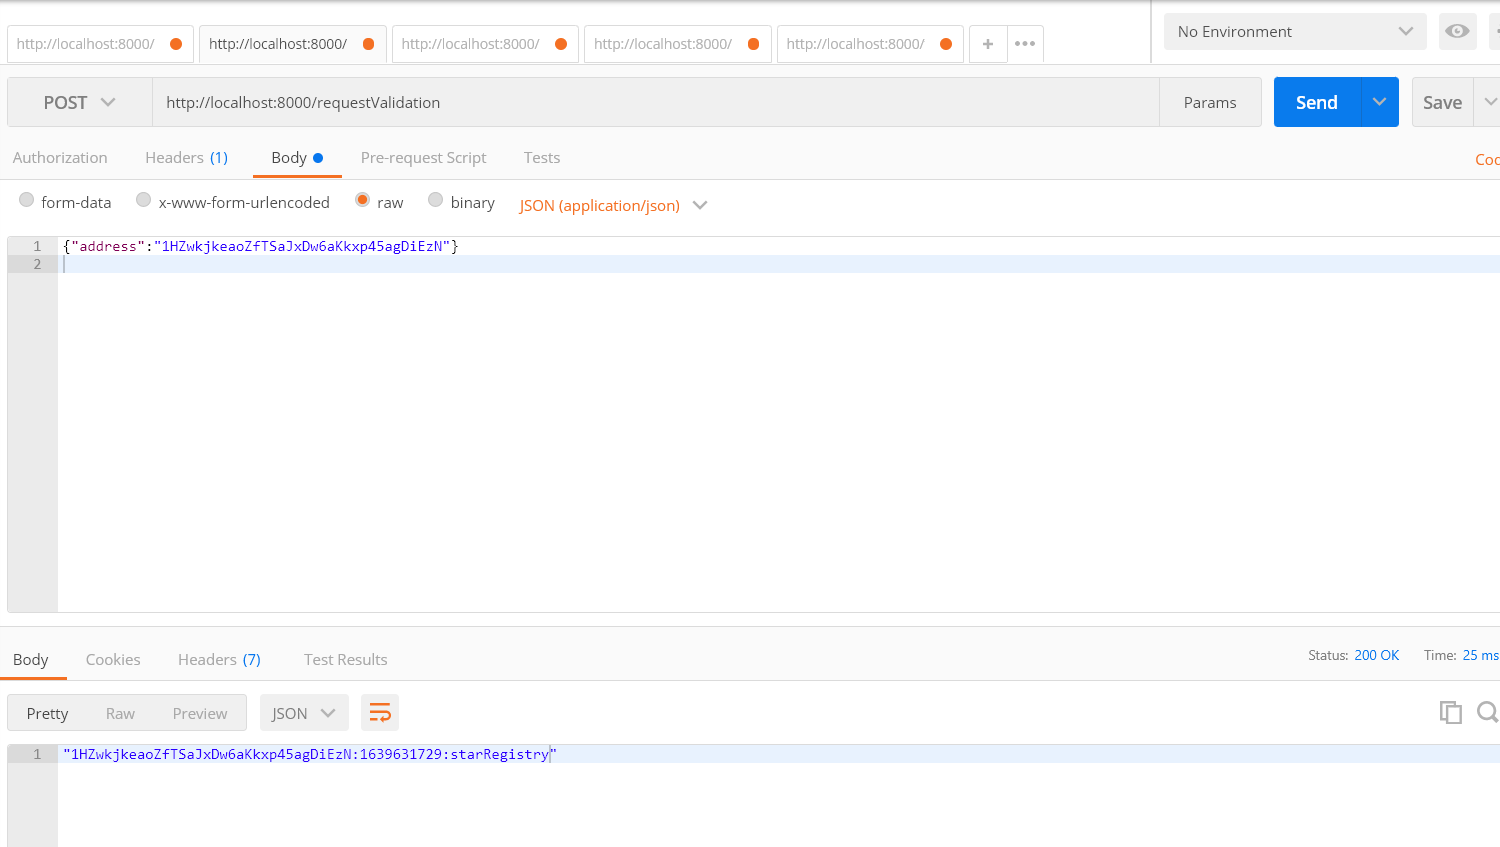 http://localhost:8000/ http://localhost:8000/ http://localhost:8000/ http://localhost:8000/ http://localhost:8000/ + ••• No Environment
POST http://localhost:8000/requestValidation Params Send Save
Authorization Headers (1) Body Pre-request Script Tests Coo
form-data x-www-form-urlencoded raw binary JSON (application/json)
1 {"address":"1HZwkjkeaoZfTSaJxDw6aKkxp45agDiEzN"}
2
Body Cookies Headers (7) Test Results Status: 200 OK Time: 25 ms
Pretty Raw Preview JSON
1 "1HZwkjkeaoZfTSaJxDw6aKkxp45agDiEzN:1639631729:starRegistry"